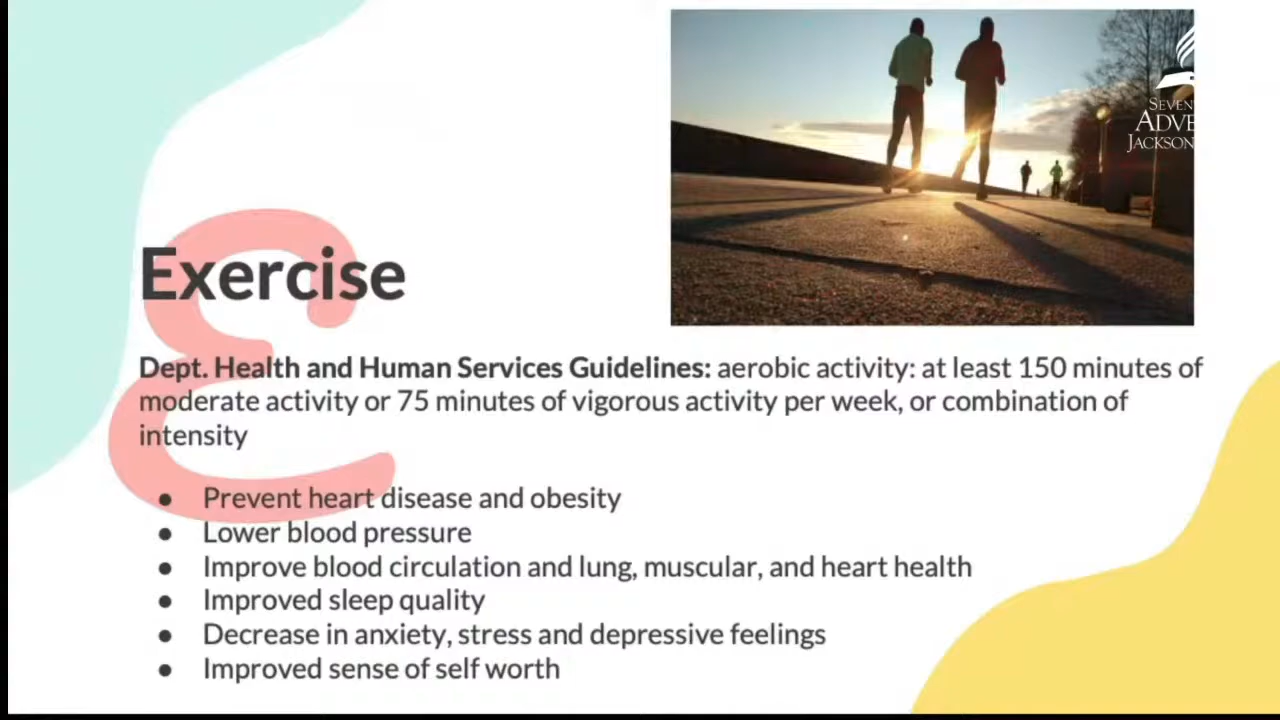 SEVEN
ADVE
JACKSON
Exercise
Dept. Health and Human Services Guidelines: aerobic activity: at least 150 minutes of
moderate activity or 75 minutes of vigorous activity per week, or combination of
intensity
● Prevent heart disease and obesity
● Lower blood pressure
● Improve blood circulation and lung, muscular, and heart health
● Improved sleep quality
● Decrease in anxiety, stress and depressive feelings
● Improved sense of self worth